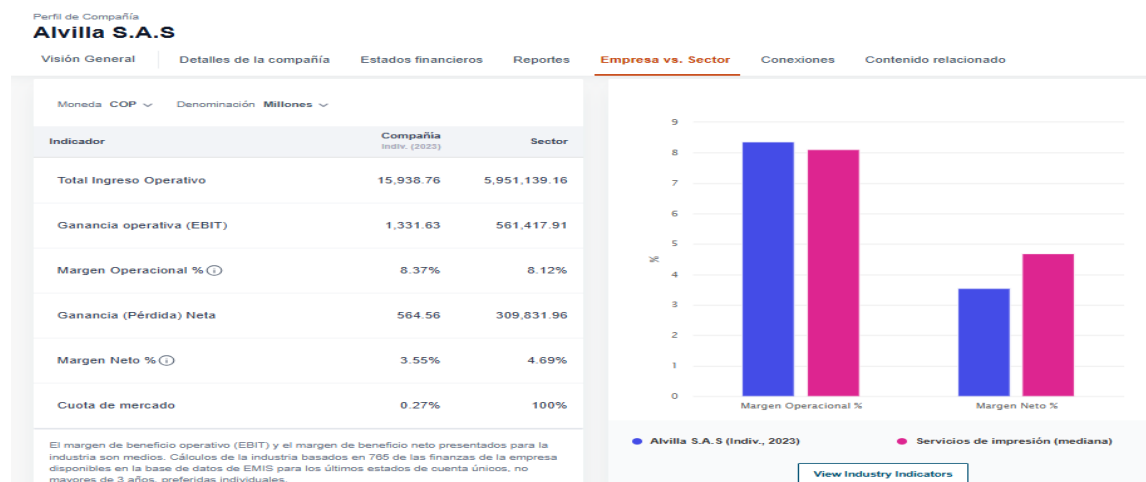 Perfil de Compañía
Alvilla S.A.S
Visión General Detalles de la compañía Estados financieros Reportes Empresa vs. Sector Conexiones Contenido relacionado
Moneda COP Denominación Millones
Indicador Compañía Indiv. (2023) Sector
Total Ingreso Operativo 15,938.76 5,951,139.16
Ganancia operativa (EBIT) 1,331.63 561,417.91
Margen Operacional % 8.37% 8.12%
Ganancia (Pérdida) Neta 564.56 309,831.96
Margen Neto % 3.55% 4.69%
Cuota de mercado 0.27% 100%
El margen de beneficio operativo (EBIT) y el margen de beneficio neto presentados para la
industria son medios. Cálculos de la industria basados en 765 de las finanzas de la empresa
disponibles en la base de datos de EMIS para los últimos estados de cuenta únicos, no
mayores de 3 años, preferidas individuales.
9
8
7
6
5
%
4
3
2
1
0
Margen Operacional % Margen Neto %
Alvilla S.A.S (Indiv., 2023) Servicios de impresión (mediana)
View Industry Indicators